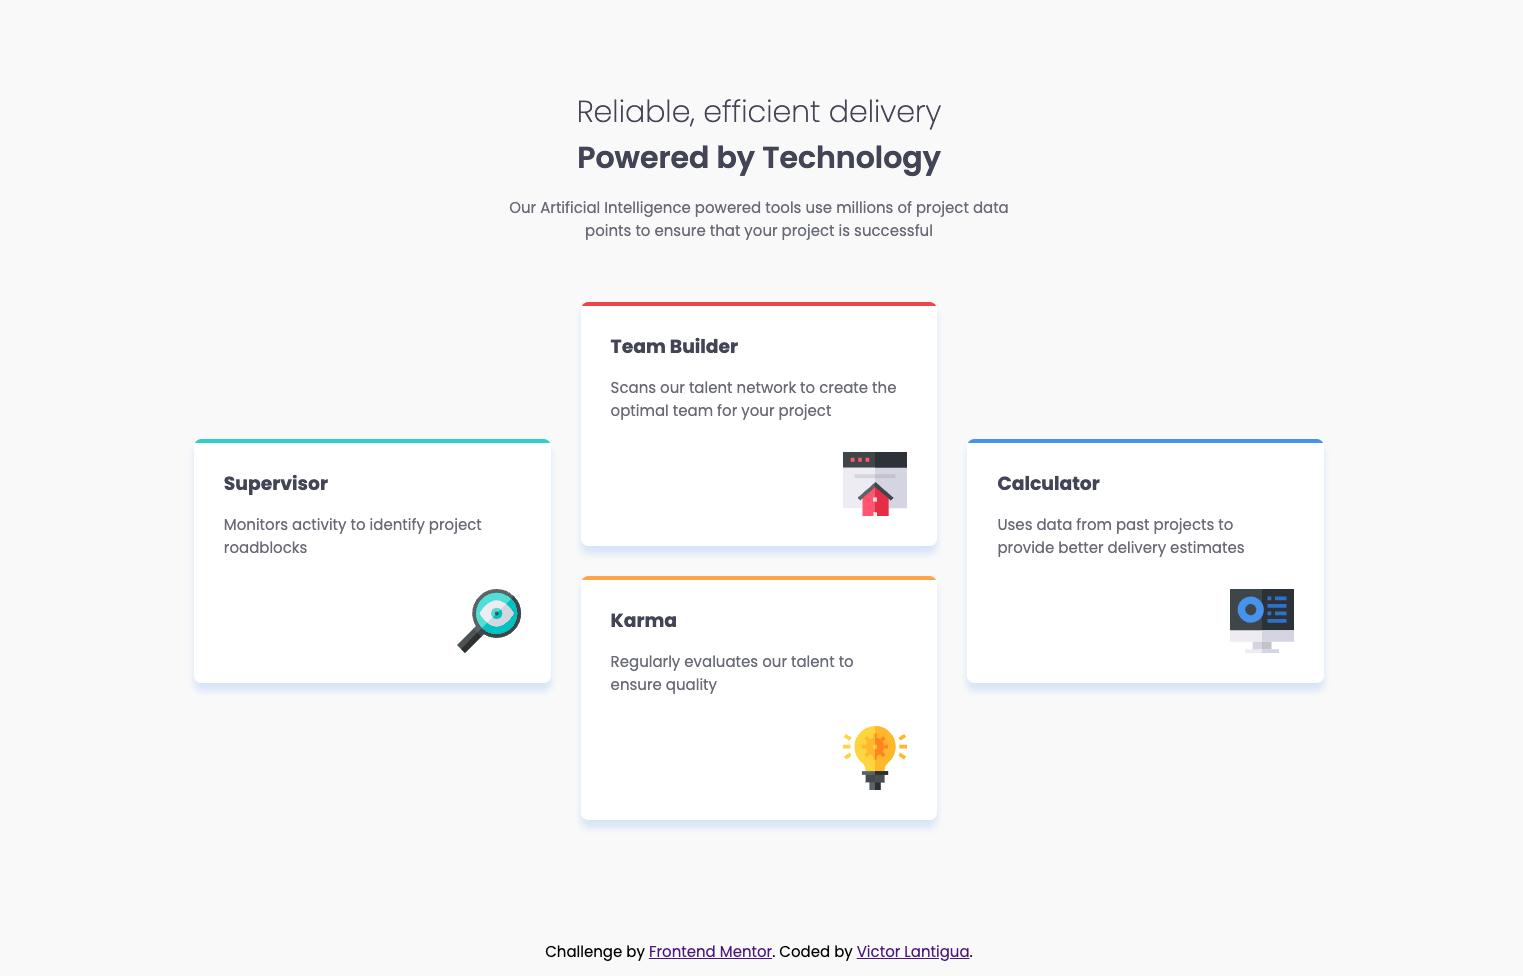 Reliable, efficient delivery
Powered by Technology
Our Artificial Intelligence powered tools use millions of project data
points to ensure that your project is successful
Team Builder
Scans our talent network to create the
optimal team for your project
Supervisor
Monitors activity to identify project
roadblocks
Calculator
Uses data from past projects to
provide better delivery estimates
Karma
Regularly evaluates our talent to
ensure quality
Challenge by Frontend Mentor. Coded by Victor Lantigua.